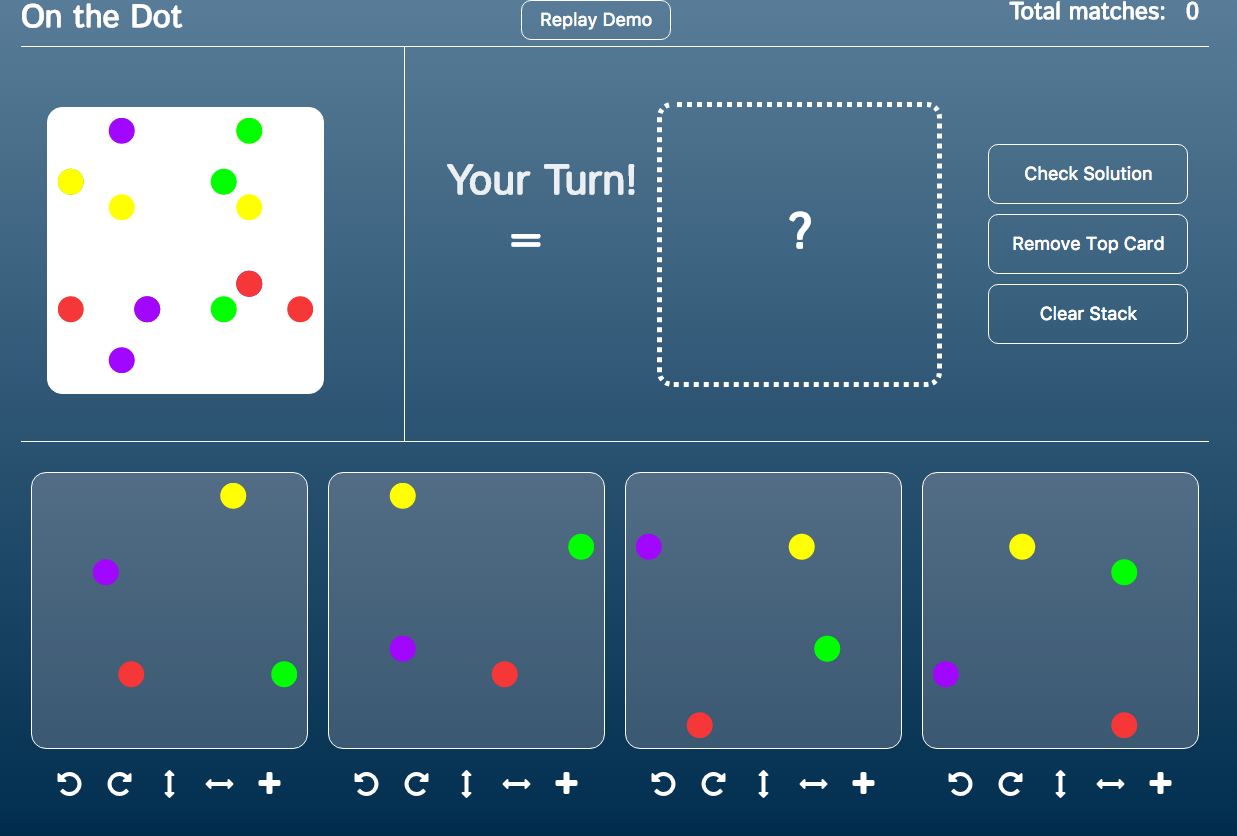 On the Dot
Replay Demo
Total matches: 0
Your Turn!
=
?
Check Solution
Remove Top Card
Clear Stack